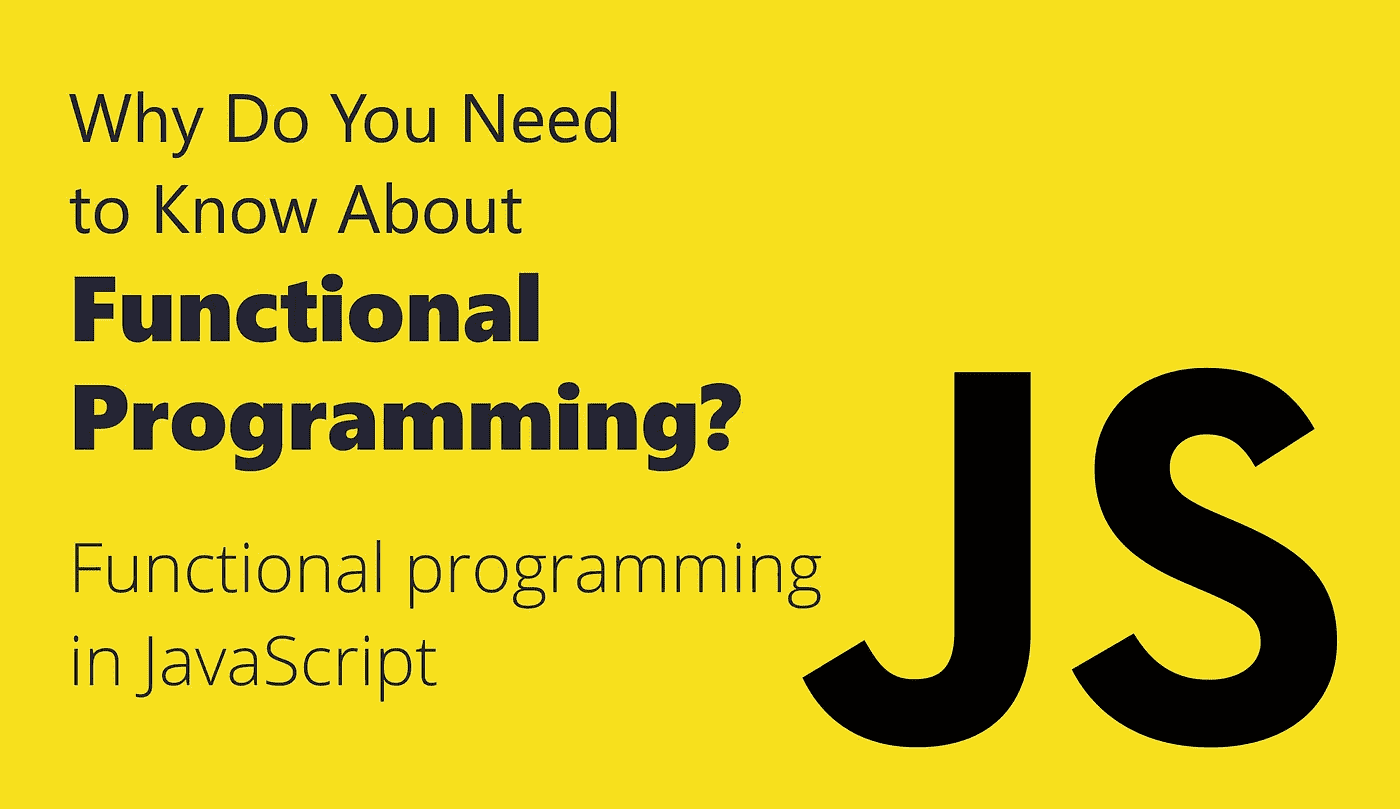 Why Do You Need
to Know About
Functional
Programming?
Functional programming
in JavaScript
JS